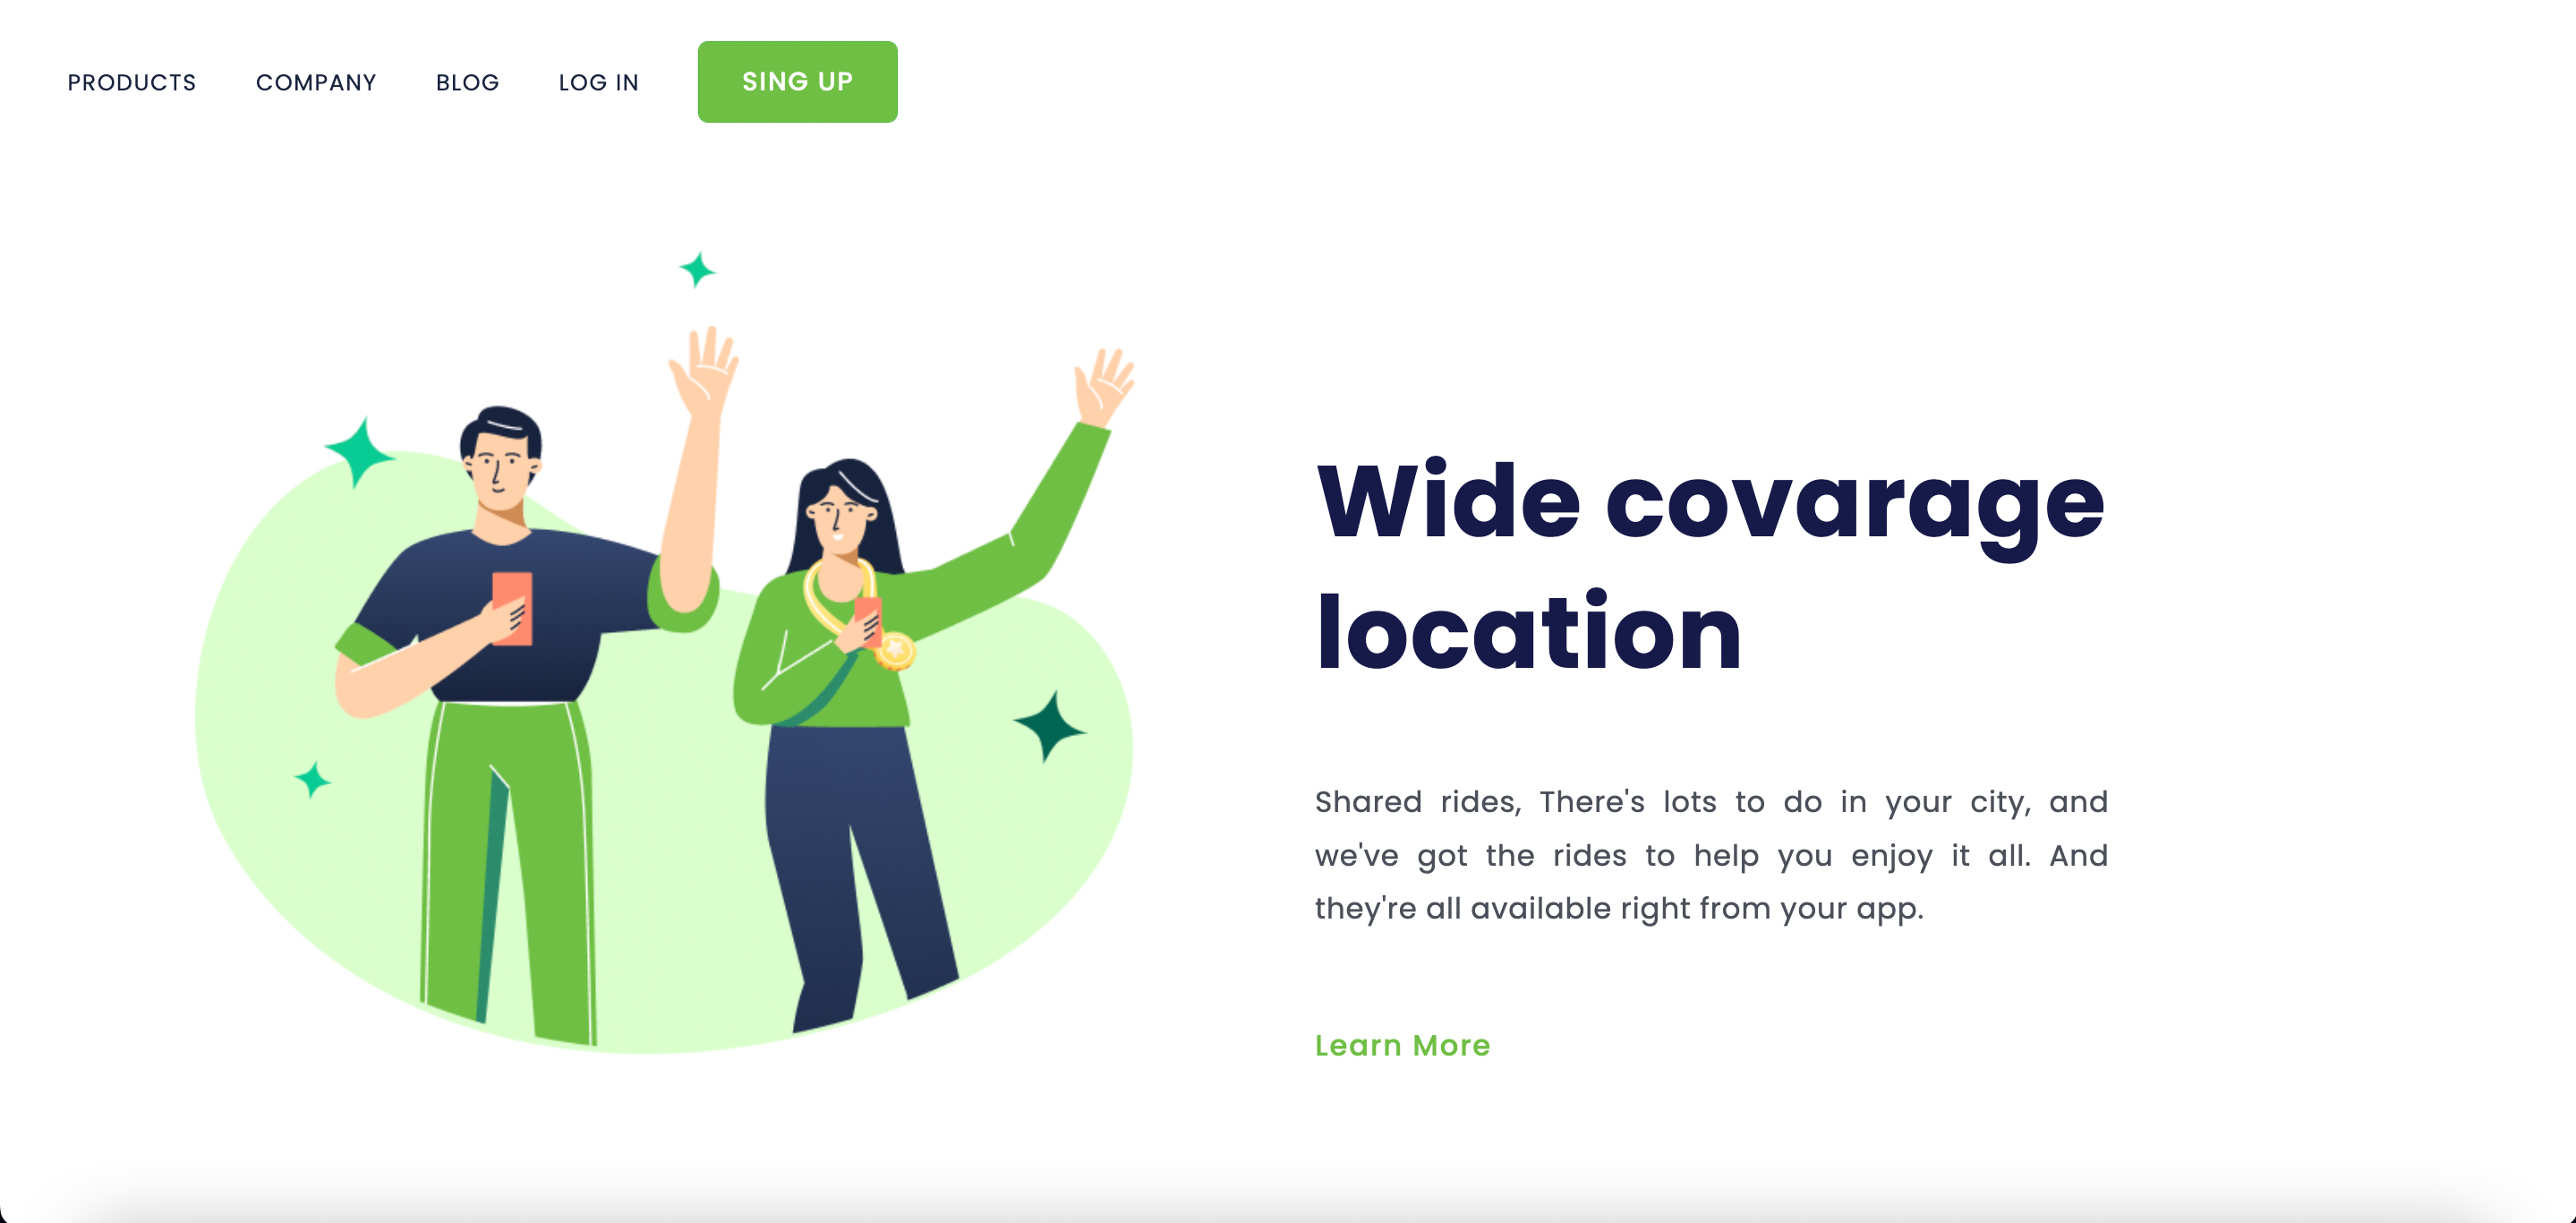 PRODUCTS COMPANY BLOG LOG IN SING UP
Wide covarage
location
Shared rides, There's lots to do in your city, and
we've got the rides to help you enjoy it all. And
they're all available right from your app.
Learn More